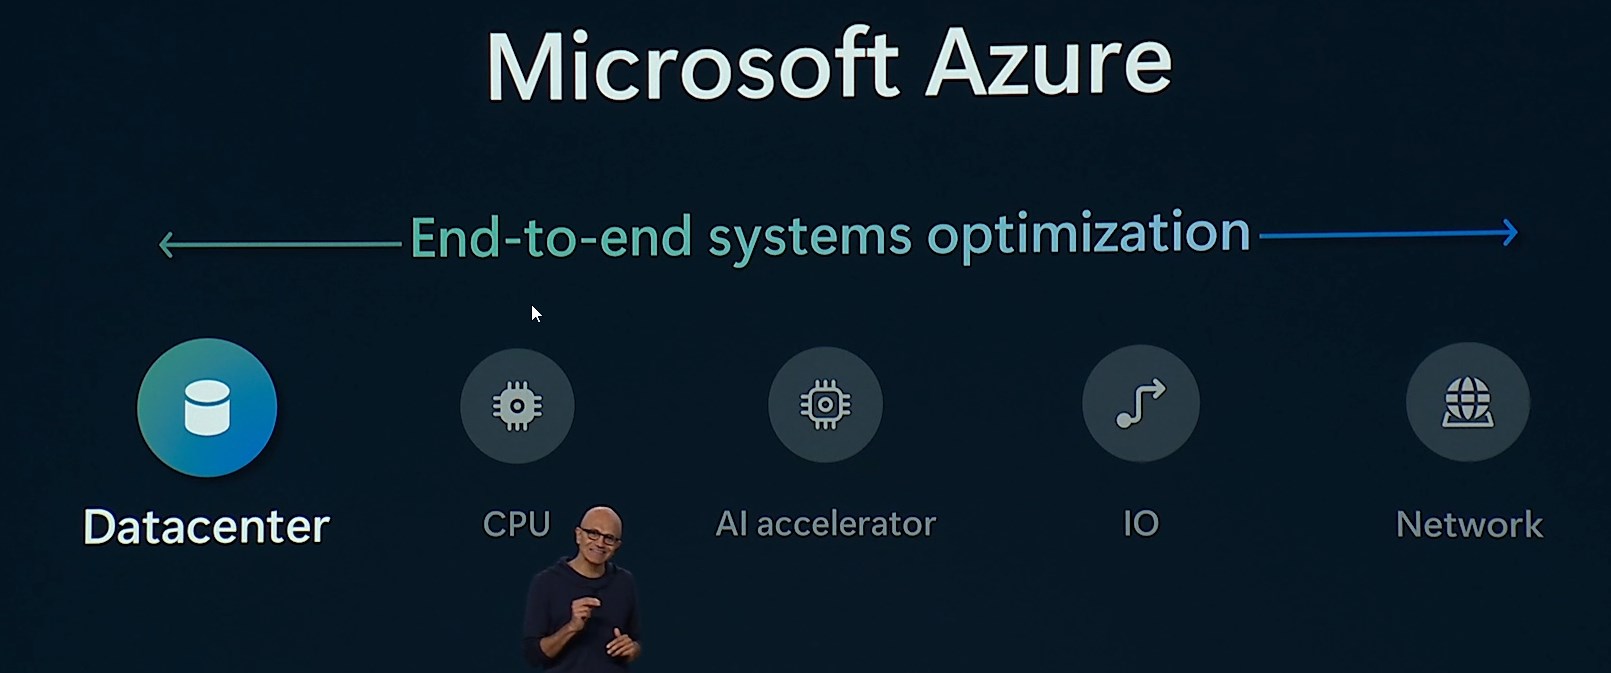 Microsoft Azure
End-to-end systems optimization
Datacenter
CPU
AI accelerator
IO
Network